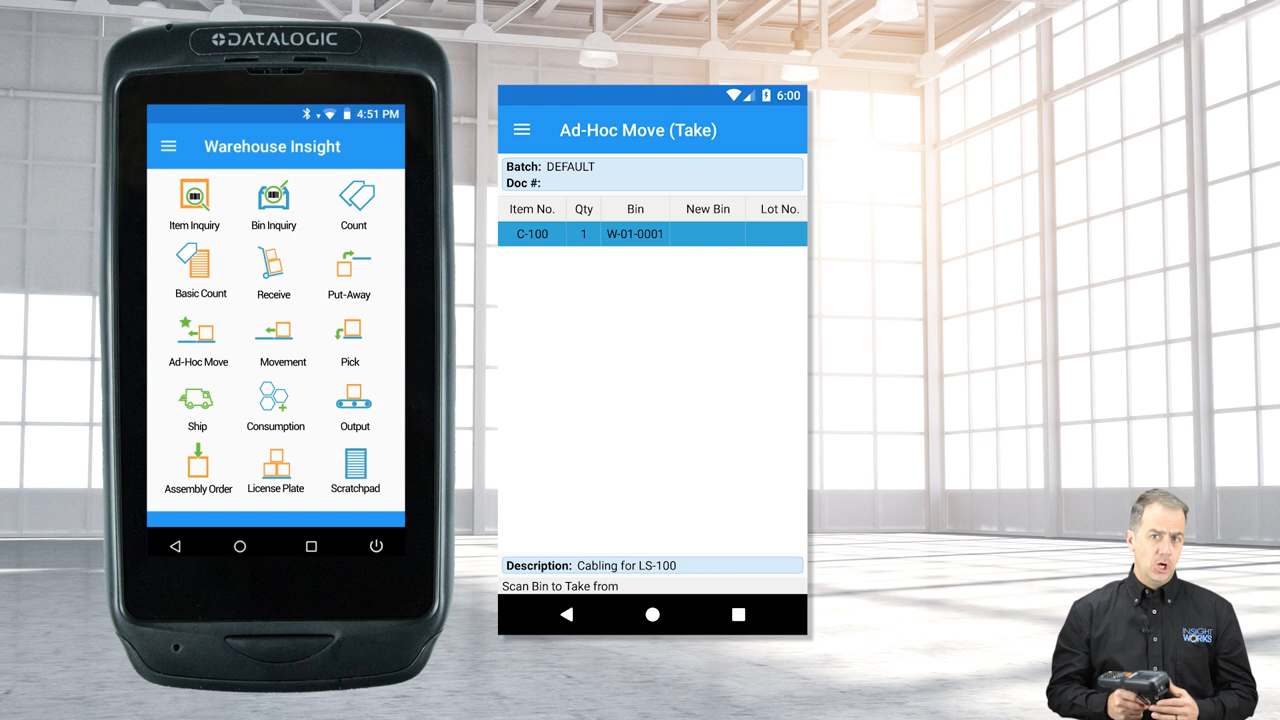 DATALOGIC
4:51 PM
Warehouse Insight
Item Inquiry
Bin Inquiry
Count
Basic Count
Receive
Put-Away
Ad-Hoc Move
Movement
Pick
Ship
Consumption
Output
Assembly Order
License Plate
Scratchpad
6:00
Ad-Hoc Move (Take)
Batch: DEFAULT
Doc #:
Item No. Qty Bin New Bin Lot No.
C-100 1 W-01-0001
Description: Cabling for LS-100
Scan Bin to Take from
INSIGHT
WORKS